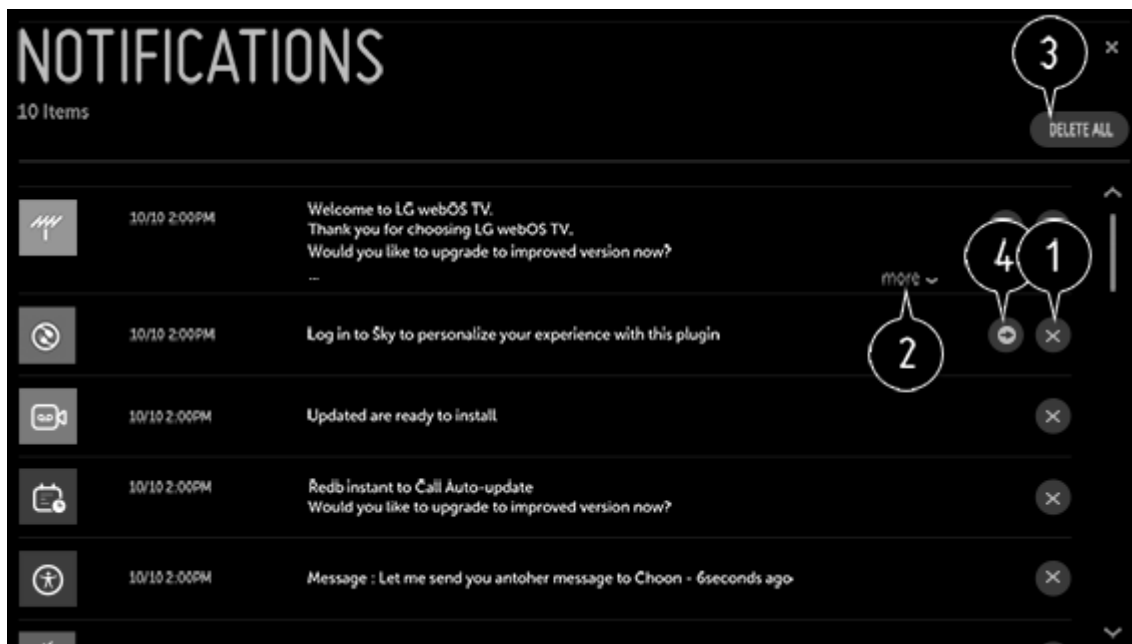 NOTIFICATIONS
10 Items
3
DELETE ALL
10/10 2:00PM
Welcome to LG webOS TV.
Thank you for choosing LG webOS TV.
Would you like to upgrade to improved version now?
...
more
4
1
2
10/10 2:00PM
Log in to Sky to personalize your experience with this plugin
10/10 2:00PM
Updated are ready to install
10/10 2:00PM
Redb instant to Call Auto-update
Would you like to upgrade to improved version now?
10/10 2:00PM
Message : Let me send you antoher message to Choon - 6seconds ago